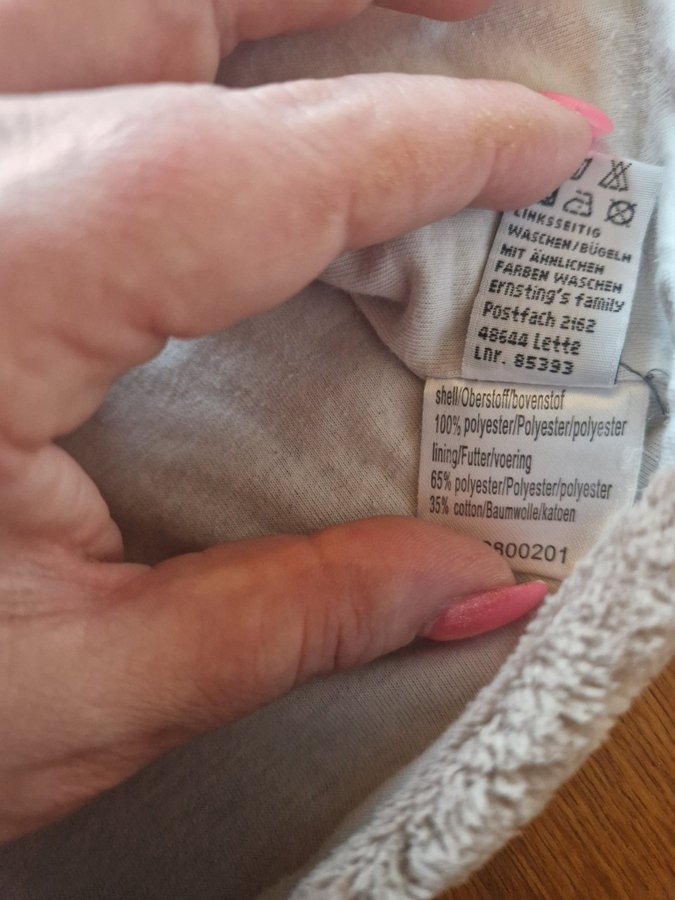 LINKSSEITIG
WASCHEN/BÜGELN
MIT ÄHNLICHEN
FARBEN WASCHEN
Ernsting's family
Postfach 2162
48644 Lette
Lnr. 85393
shell/Oberstoff/bovenstof
100% polyester/Polyester/polyester
lining/Futter/voering
65% polyester/Polyester/polyester
35% cotton/Baumwolle/katoen
800201